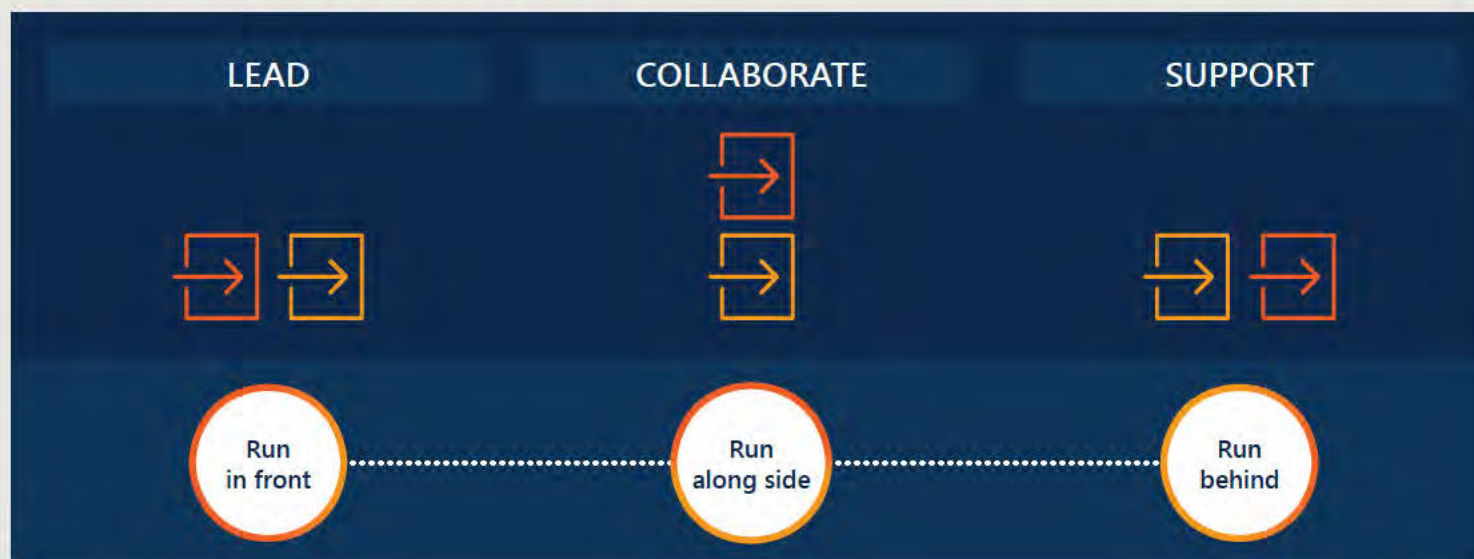 LEAD
COLLABORATE
SUPPORT
Run
in front
Run
along side
Run
behind